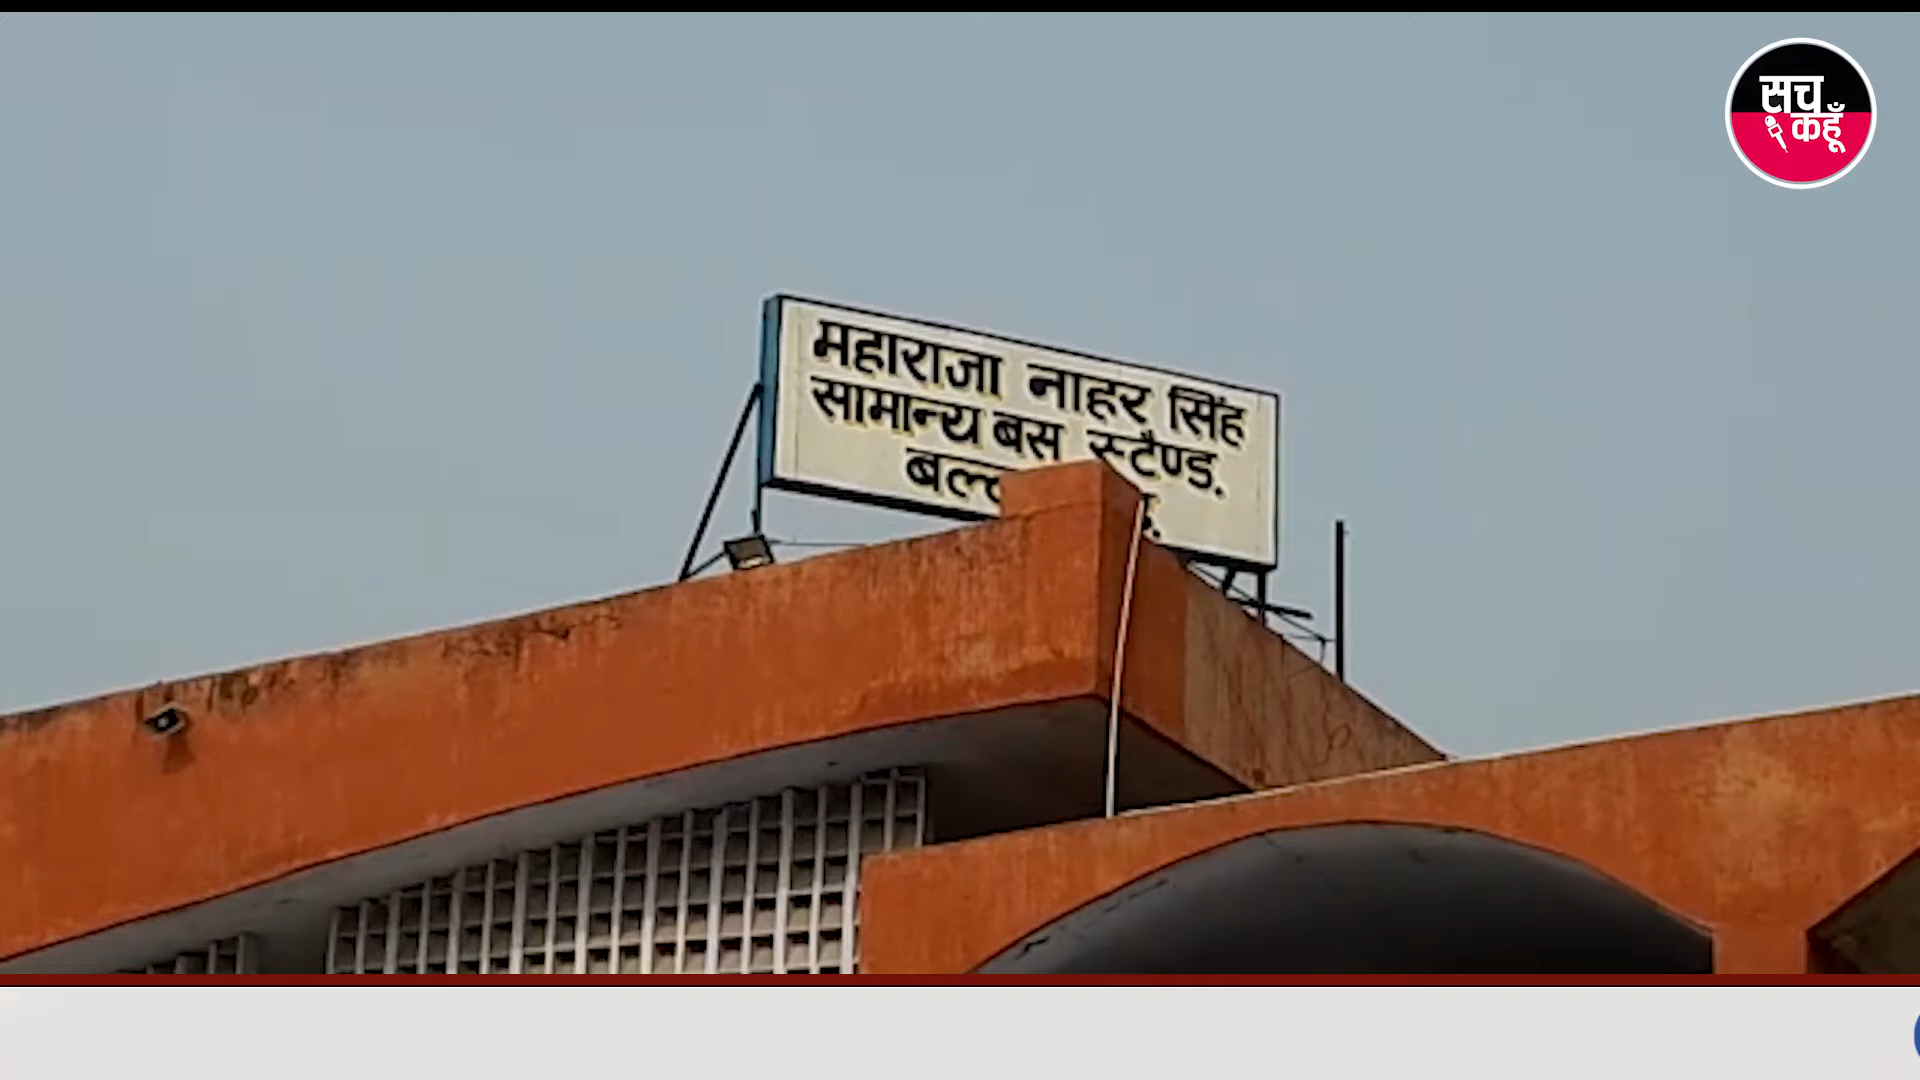 सच
कहूँ
महाराजा नाहर सिंह
सामान्य बस स्टैण्ड.